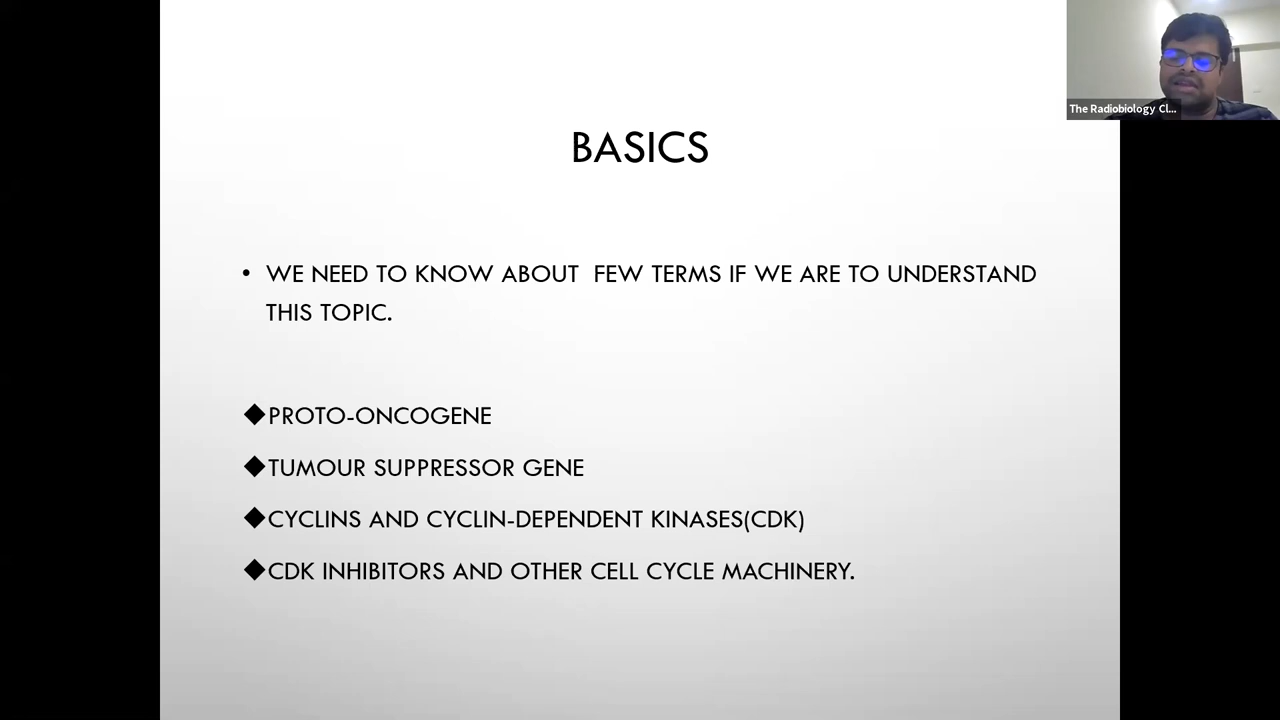 The Radiobiology Cl...
BASICS
• WE NEED TO KNOW ABOUT  FEW TERMS IF WE ARE TO UNDERSTAND
THIS TOPIC.
◆PROTO-ONCOGENE
◆TUMOUR SUPPRESSOR GENE
◆CYCLINS AND CYCLIN-DEPENDENT KINASES(CDK)
◆CDK INHIBITORS AND OTHER CELL CYCLE MACHINERY.